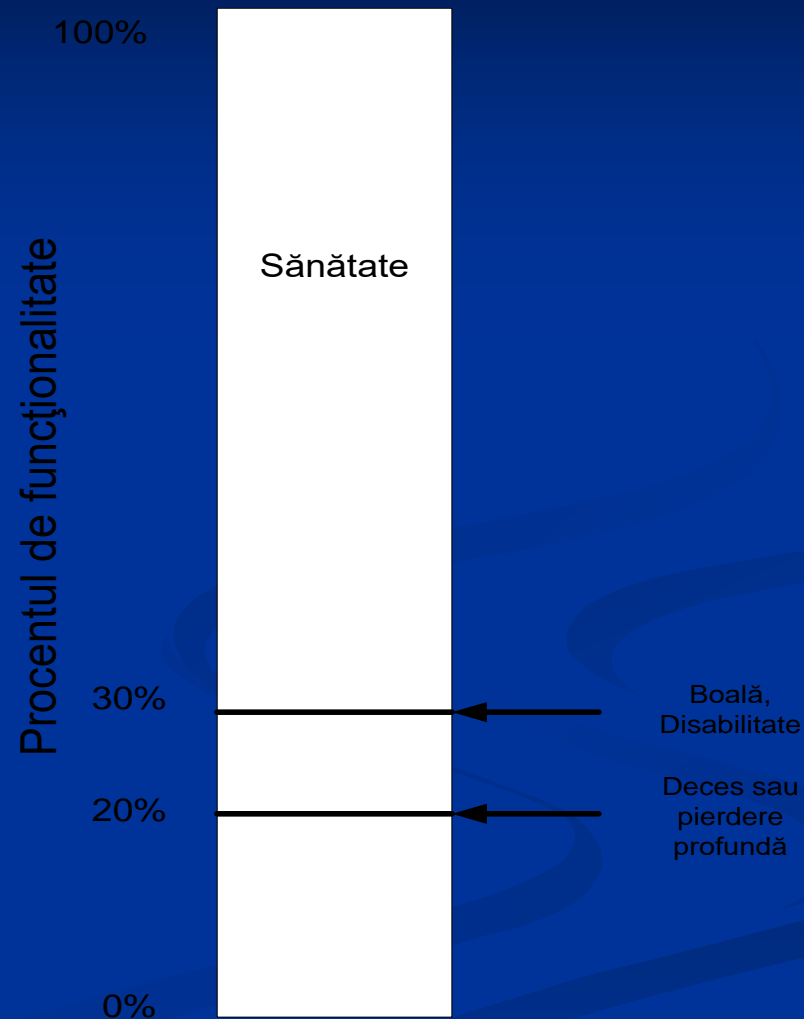 100%
Sănătate
Procentul de funcţionalitate
30%
Boală,
Disabilitate
20%
Deces sau
pierdere
profundă
0%